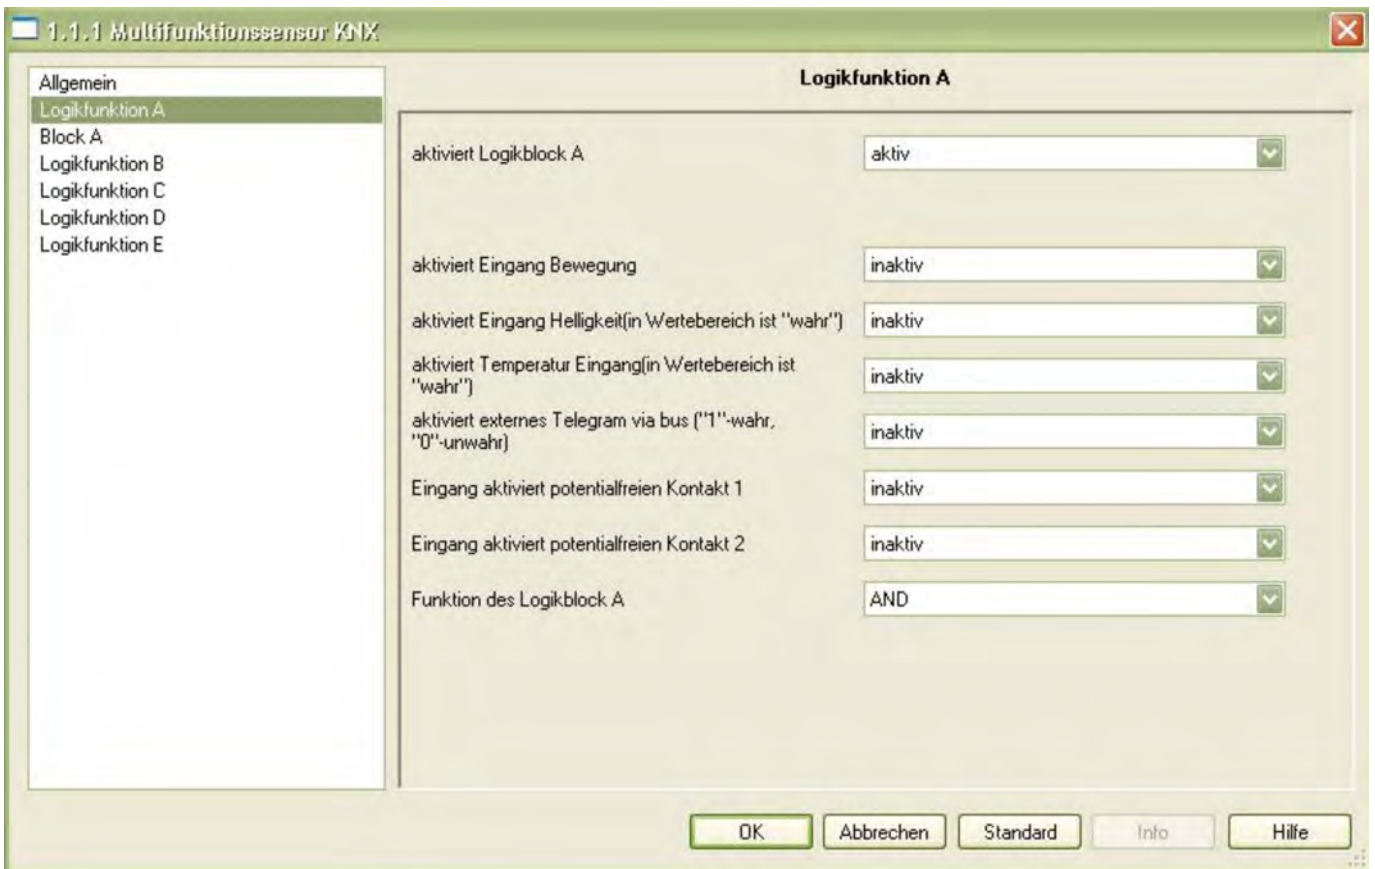 1.1.1 Multifunktionssensor KNX
Allgemein
Logikfunktion A
Block A
Logikfunktion B
Logikfunktion C
Logikfunktion D
Logikfunktion E
Logikfunktion A
aktiviert Logikblock A
aktiv
aktiviert Eingang Bewegung
inaktiv
aktiviert Eingang Helligkeit(in Wertebereich ist "wahr")
inaktiv
aktiviert Temperatur Eingang(in Wertebereich ist
"wahr")
inaktiv
aktiviert externes Telegram via bus ("1"-wahr,
"0"-unwahr)
inaktiv
Eingang aktiviert potentialfreien Kontakt 1
inaktiv
Eingang aktiviert potentialfreien Kontakt 2
inaktiv
Funktion des Logikblock A
AND
OK
Abbrechen
Standard
Info
Hilfe